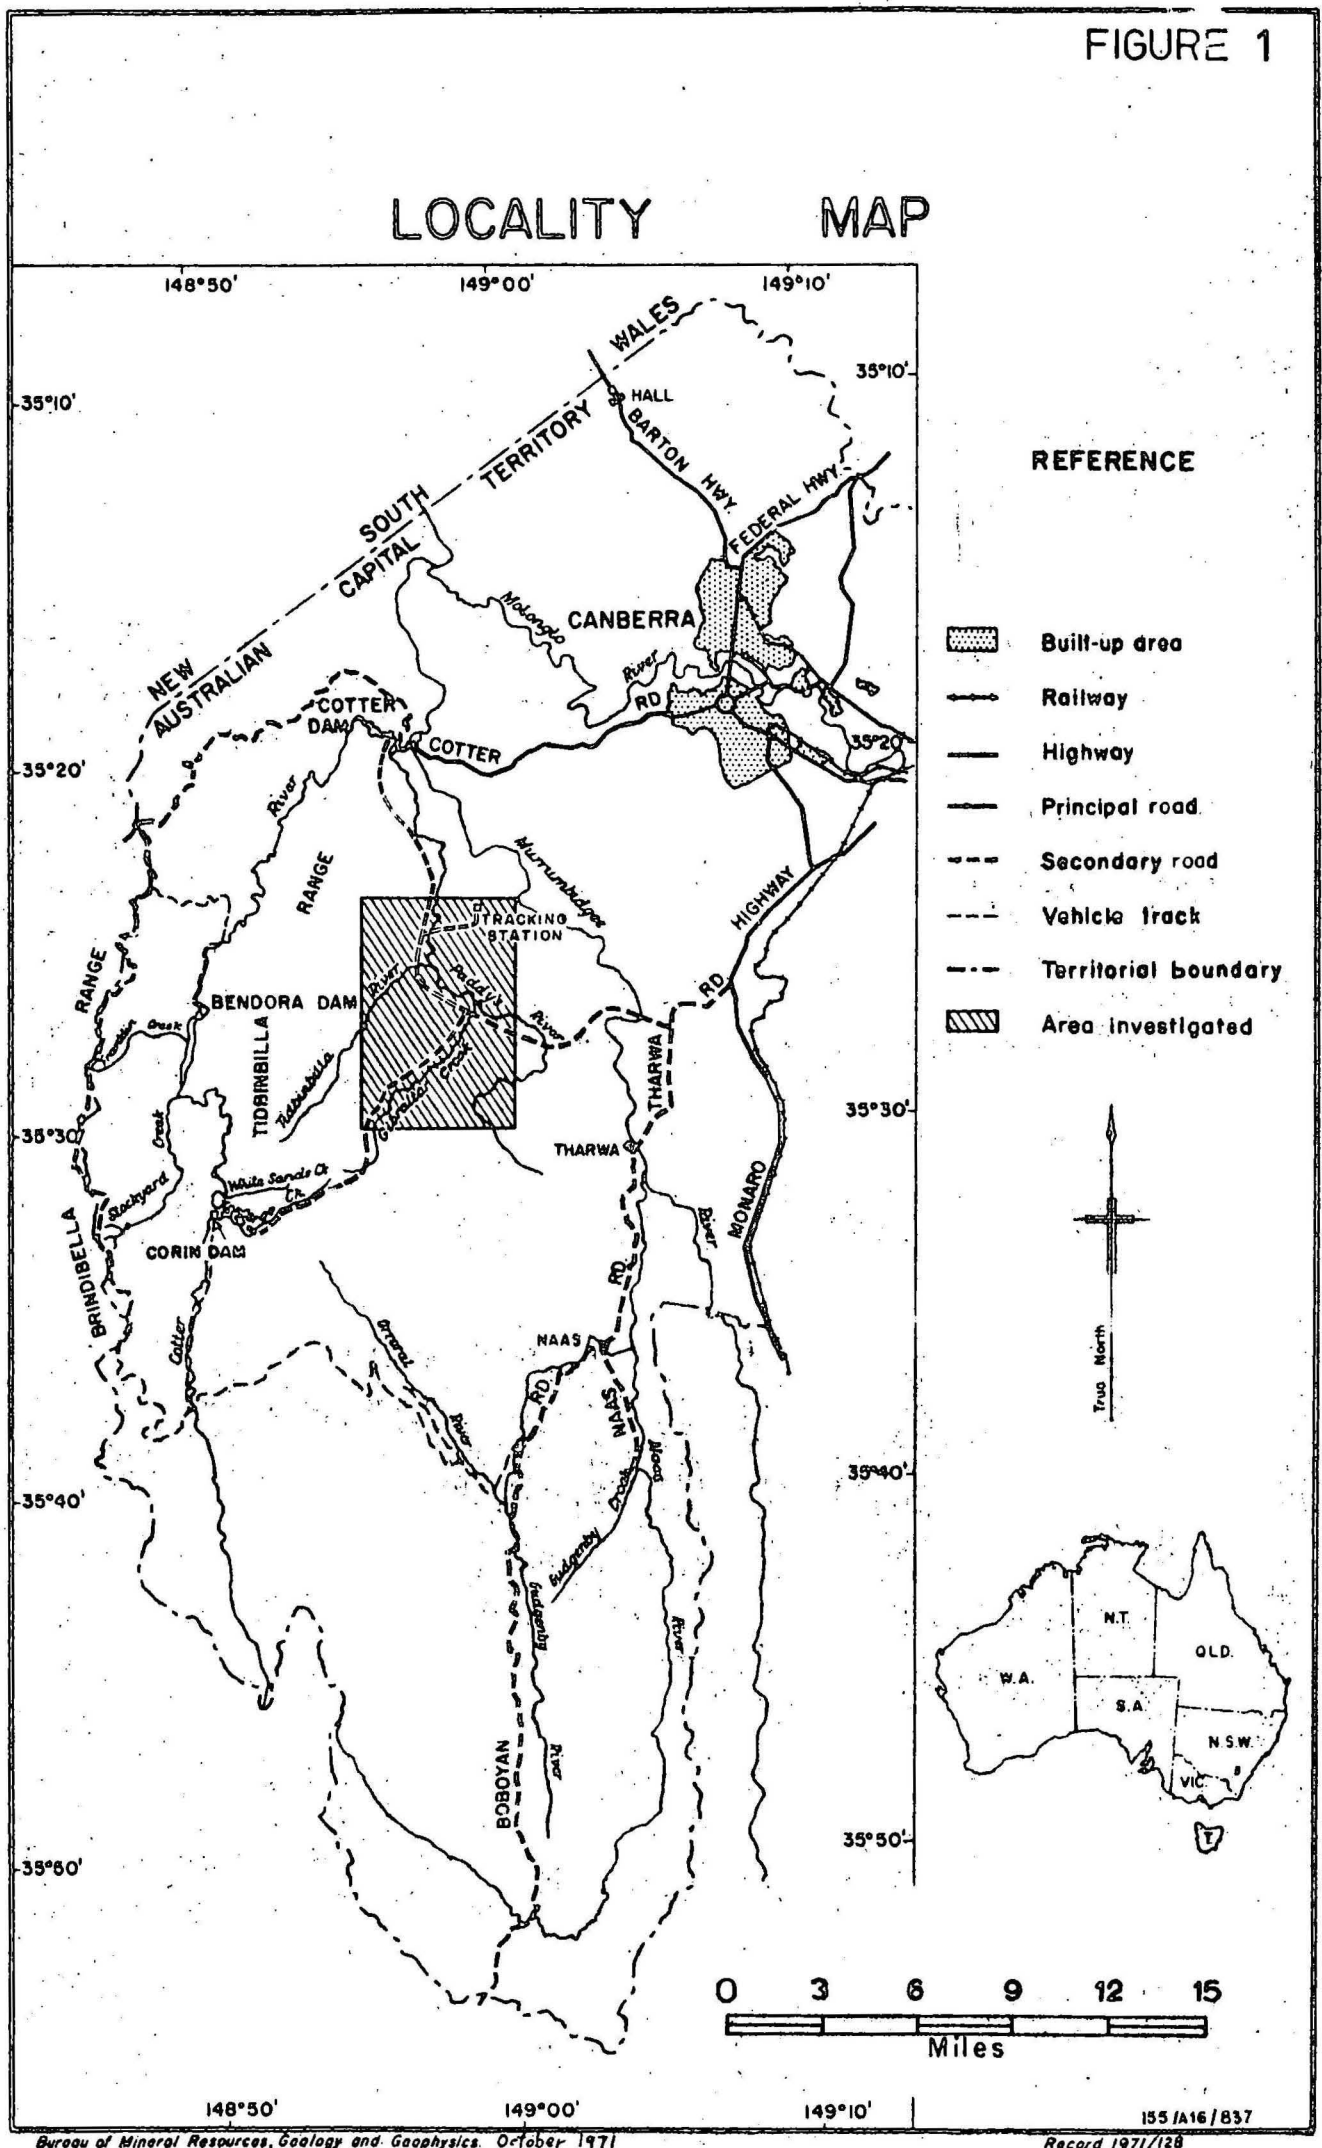 FIGURE 1
LOCALITY MAP
148°50'
149°00'
149°10'
35°10'
35°10'
NEW SOUTH WALES
AUSTRALIAN CAPITAL TERRITORY
HALL
BARTON HWY.
FEDERAL HWY.
CANBERRA
Molonglo River
COTTER DAM
COTTER RD
35°20'
35°20'
River
RANGE
Murrumbidgee
HIGHWAY
TRACKING
STATION
RANGE
BENDORA DAM
River
Paddy's River
RD.
Creek
TIDBINBILLA
Tidbinbilla
Gibraltar Creek
THARWA
35°30'
35°30'
Creek
Stockyard
White Sands Ck
Ck
THARWA
MONARO
River
BRINDIBELLA
CORIN DAM
RD
Cotter
Orroral River
NAAS
RD
NAAS
Naas
Creek
35°40'
35°40'
Gudgenby
Gudgenby
River
River
BOBOYAN
35°50'
35°50'
REFERENCE
Built-up area
Railway
Highway
Principal road
Secondary road
Vehicle track
Territorial boundary
Area investigated
True North
N.T.
QLD.
W.A.
S.A.
N.S.W.
VIC.
T
0 3 6 9 12 15
Miles
148°50'
149°00'
149°10'
155/A16/837
Bureau of Mineral Resources, Geology and Geophysics. October 1971
Record 1971/128